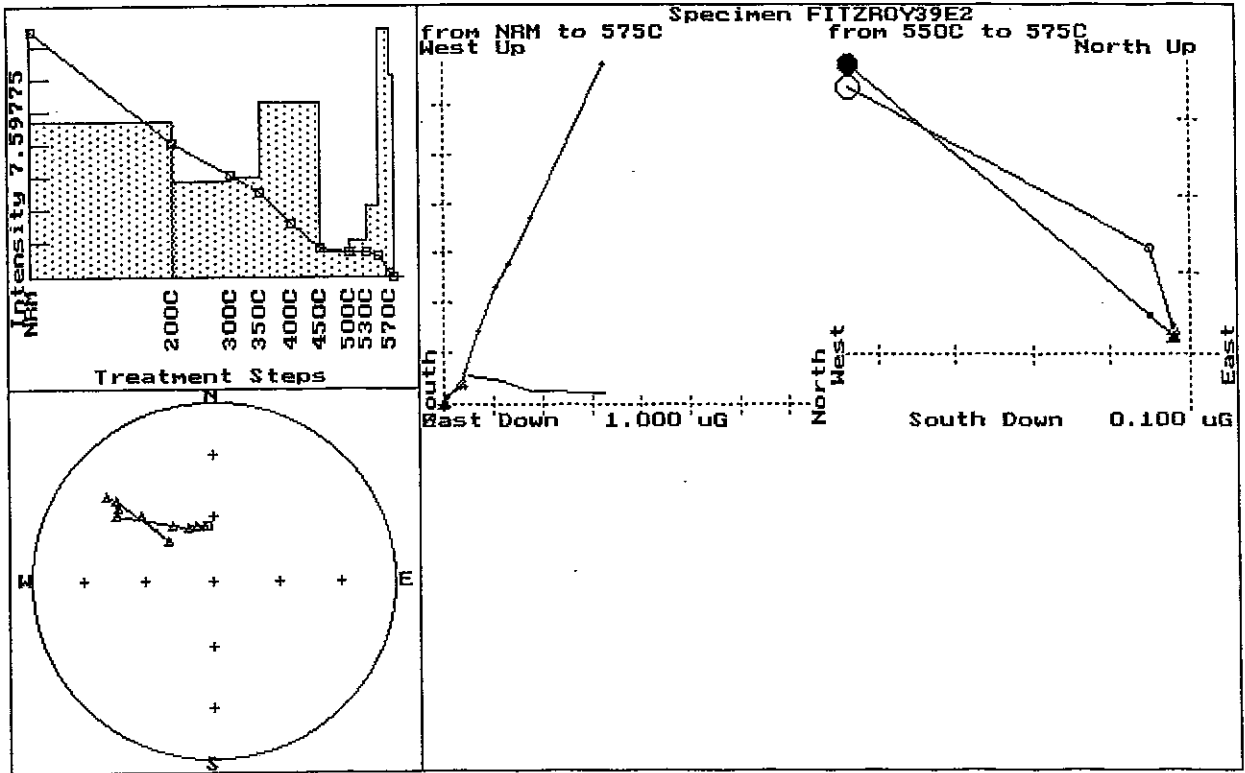 Specimen FITZROY39E2
from NRM to 575C
from 550C to 575C
West Up
North Up
Intensity 7.59775
NRM
200C
300C
350C
400C
450C
500C
530C
570C
Treatment Steps
South
North
East Down 1.000 uG
West
East
South Down 0.100 uG
N
W
E
S